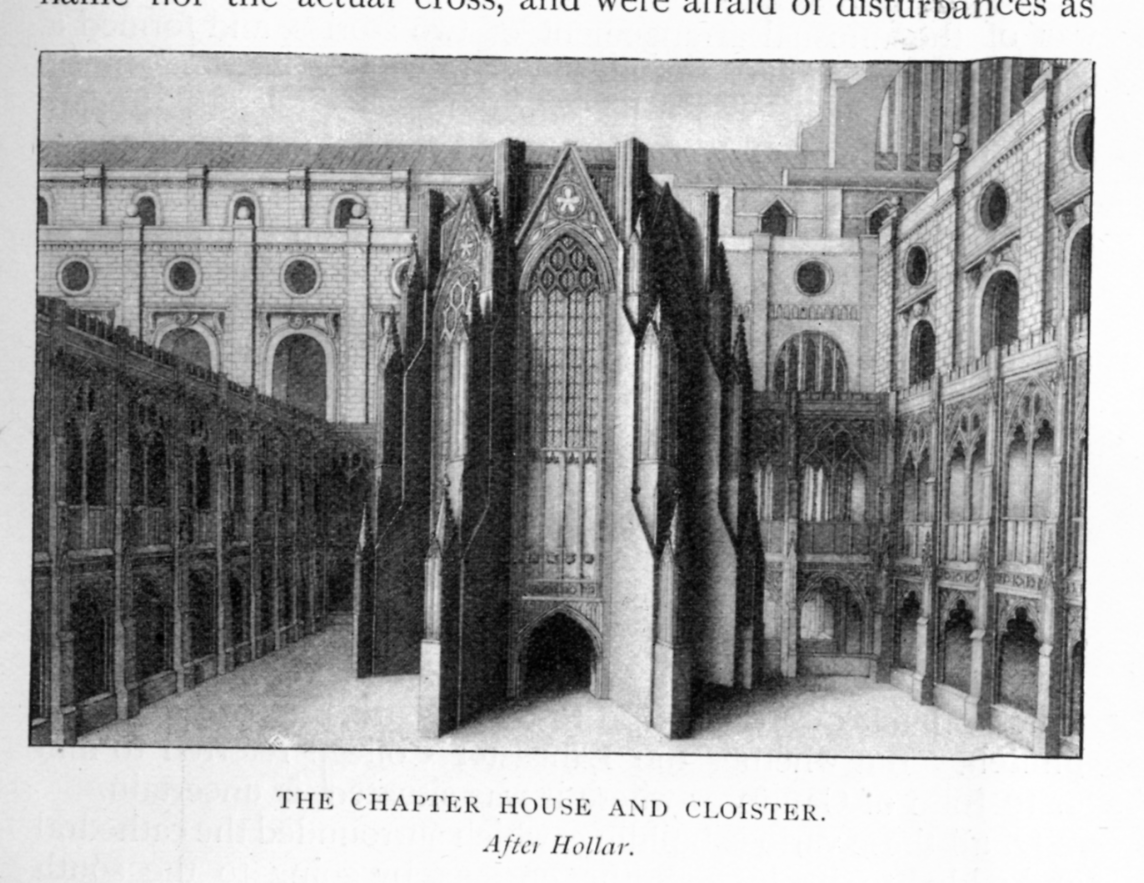 name nor the actual cross, and were afraid of disturbances as
THE CHAPTER HOUSE AND CLOISTER.
After Hollar.